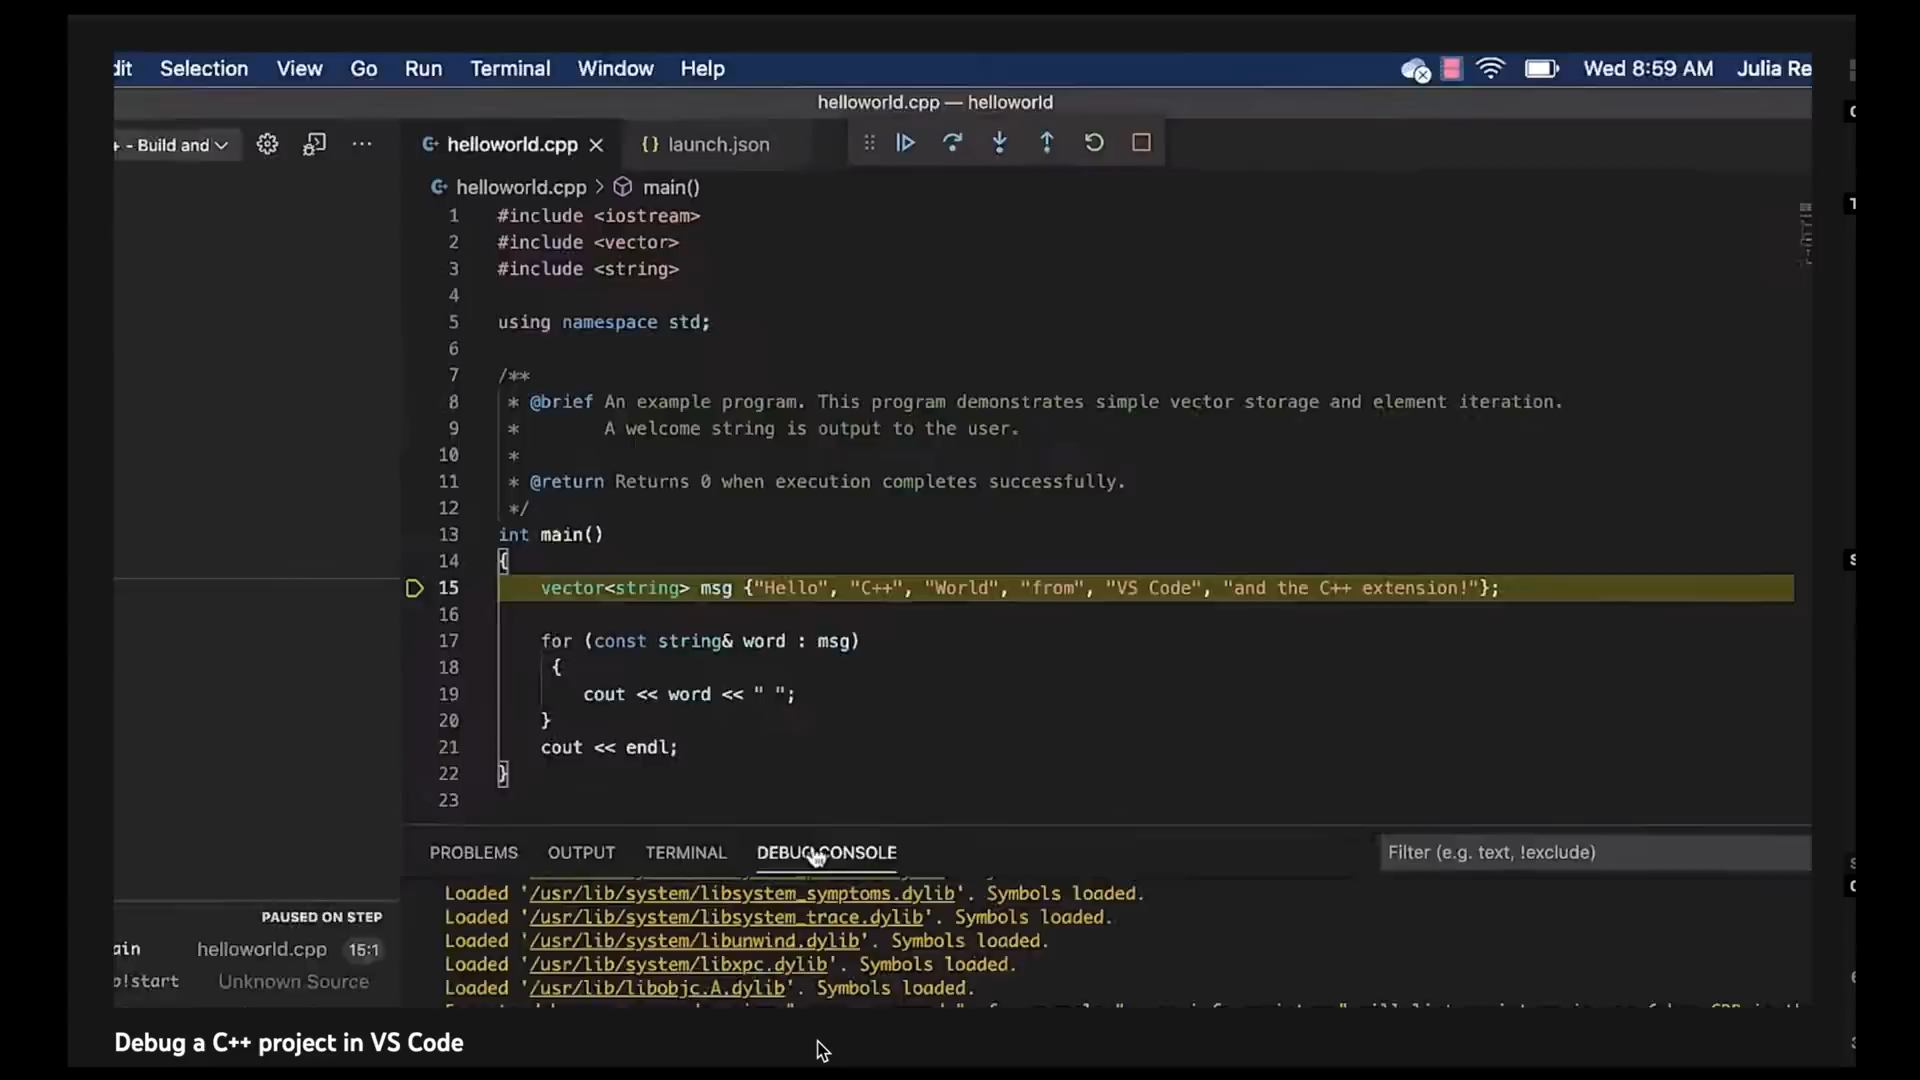 dit Selection View Go Run Terminal Window Help Wed 8:59 AM Julia Re
helloworld.cpp — helloworld
+ - Build and
helloworld.cpp
{} launch.json
helloworld.cpp > main()
1 #include <iostream>
2 #include <vector>
3 #include <string>
4
5 using namespace std;
6
7 /**
8 * @brief An example program. This program demonstrates simple vector storage and element iteration.
9 * A welcome string is output to the user.
10 *
11 * @return Returns 0 when execution completes successfully.
12 */
13 int main()
14 {
15 vector<string> msg {"Hello", "C++", "World", "from", "VS Code", "and the C++ extension!"};
16
17 for (const string& word : msg)
18 {
19 cout << word << " ";
20 }
21 cout << endl;
22 }
23
PROBLEMS OUTPUT TERMINAL DEBUG CONSOLE
Filter (e.g. text, !exclude)
Loaded '/usr/lib/system/libsystem_symptoms.dylib'. Symbols loaded.
Loaded '/usr/lib/system/libsystem_trace.dylib'. Symbols loaded.
Loaded '/usr/lib/system/libunwind.dylib'. Symbols loaded.
Loaded '/usr/lib/system/libxpc.dylib'. Symbols loaded.
Loaded '/usr/lib/libobjc.A.dylib'. Symbols loaded.
PAUSED ON STEP
ain helloworld.cpp 15:1
!start Unknown Source
Debug a C++ project in VS Code